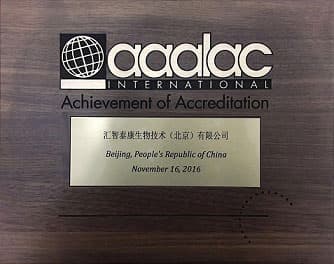 aaalac
INTERNATIONAL
Achievement of Accreditation
汇智泰康生物技术（北京）有限公司
Beijing, People's Republic of China
November 16, 2016